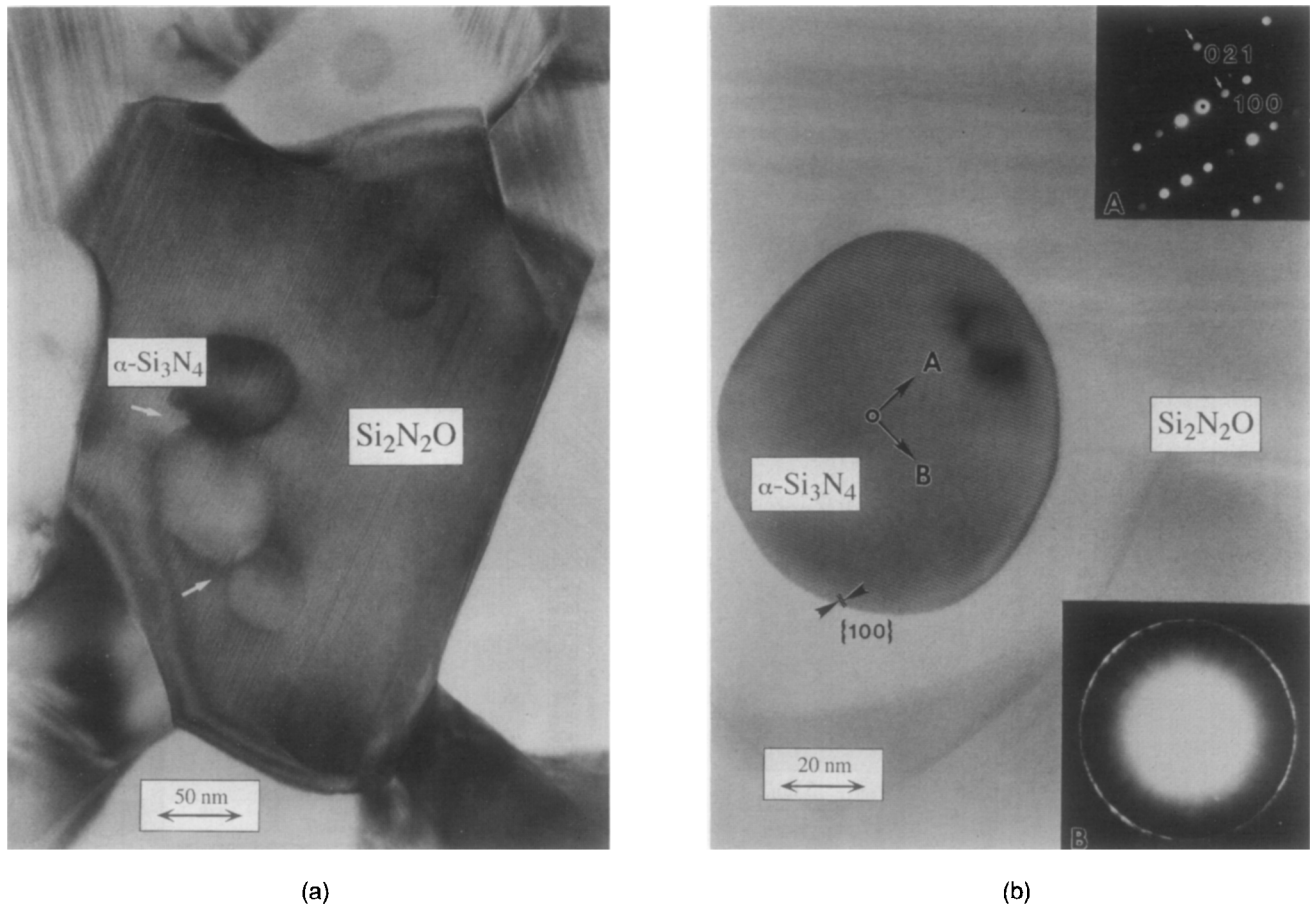 α-Si₃N₄
Si₂N₂O
50 nm
(a)
021
100
A
A
B
Si₂N₂O
α-Si₃N₄
{100}
20 nm
B
(b)